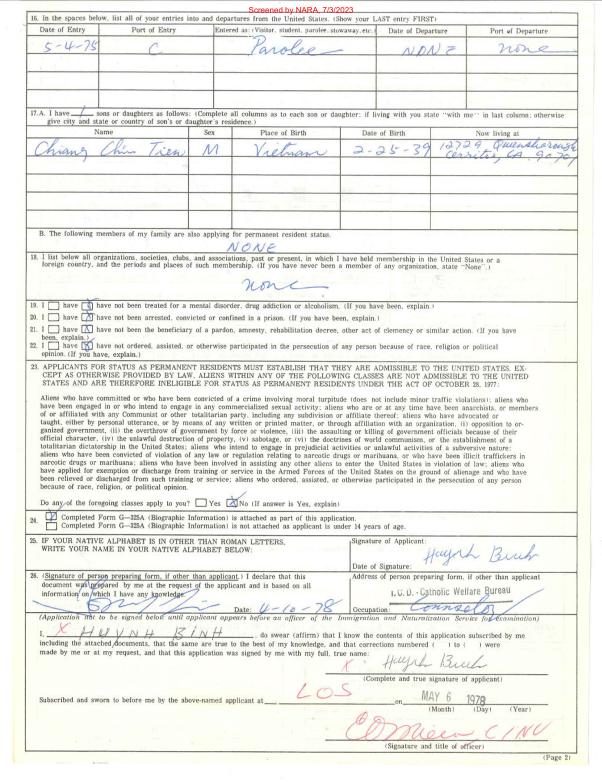 Screened by NARA, 7/3/2023
16. In the spaces below, list all of your entries into and departures from the United States. (Show your LAST entry FIRST)
Date of Entry Port of Entry Entered as: (Visitor, student, parolee, stowaway, etc.) Date of Departure Port of Departure
5-4-75 C Parolee NONE none
17.A. I have 1 sons or daughters as follows: (Complete all columns as to each son or daughter; if living with you state "with me" in last column; otherwise
give city and state or country of son's or daughter's residence.)
Name Sex Place of Birth Date of Birth Now living at
Chiang Chin Tien M Vietnam 2-25-39 12729 Queensborough
Cerritos, CA. 90701
B. The following members of my family are also applying for permanent resident status.
NONE
18. I list below all organizations, societies, clubs, and associations, past or present, in which I have held membership in the United States or a
foreign country, and the periods and places of such membership. (If you have never been a member of any organization, state "None".)
none
19. I have X have not been treated for a mental disorder, drug addiction or alcoholism. (If you have been, explain.)
20. I have X have not been arrested, convicted or confined in a prison. (If you have been, explain.)
21. I have X have not been the beneficiary of a pardon, amnesty, rehabilitation decree, other act of clemency or similar action. (If you have
been, explain.)
22. I have X have not ordered, assisted, or otherwise participated in the persecution of any person because of race, religion or political
opinion. (If you have, explain.)
23. APPLICANTS FOR STATUS AS PERMANENT RESIDENTS MUST ESTABLISH THAT THEY ARE ADMISSIBLE TO THE UNITED STATES. EX-
CEPT AS OTHERWISE PROVIDED BY LAW, ALIENS WITHIN ANY OF THE FOLLOWING CLASSES ARE NOT ADMISSIBLE TO THE UNITED
STATES AND ARE THEREFORE INELIGIBLE FOR STATUS AS PERMANENT RESIDENTS UNDER THE ACT OF OCTOBER 28, 1977:
Aliens who have committed or who have been convicted of a crime involving moral turpitude (does not include minor traffic violations); aliens who
have been engaged in or who intend to engage in any commercialized sexual activity; aliens who are or at any time have been anarchists, or members
of or affiliated with any Communist or other totalitarian party, including any subdivision or affiliate thereof; aliens who have advocated or
taught, either by personal utterance, or by means of any written or printed matter, or through affiliation with an organization, (i) opposition to or-
ganized government, (ii) the overthrow of government by force or violence, (iii) the assaulting or killing of government officials because of their
official character, (iv) the unlawful destruction of property, (v) sabotage, or (vi) the doctrines of world communism, or the establishment of a
totalitarian dictatorship in the United States; aliens who intend to engage in prejudicial activities or unlawful activities of a subversive nature;
aliens who have been convicted of violation of any law or regulation relating to narcotic drugs or marihuana, or who have been illicit traffickers in
narcotic drugs or marihuana; aliens who have been involved in assisting any other aliens to enter the United States in violation of law; aliens who
have applied for exemption or discharge from training or service in the Armed Forces of the United States on the ground of alienage and who have
been relieved or discharged from such training or service; aliens who ordered, assisted, or otherwise participated in the persecution of any person
because of race, religion, or political opinion.
Do any of the foregoing classes apply to you? Yes X No (If answer is Yes, explain)
24. Completed Form G-325A (Biographic Information) is attached as part of this application.
Completed Form G-325A (Biographic Information) is not attached as applicant is under 14 years of age.
25. IF YOUR NATIVE ALPHABET IS IN OTHER THAN ROMAN LETTERS,
WRITE YOUR NAME IN YOUR NATIVE ALPHABET BELOW:
Signature of Applicant:
Huynh Binh
Date of Signature:
26. (Signature of person preparing form, if other than applicant.) I declare that this
document was prepared by me at the request of the applicant and is based on all
information on which I have any knowledge.
Date: 4-10-78
Address of person preparing form, if other than applicant
- Catholic Welfare Bureau
Occupation: Counselor
(Application not to be signed below until applicant appears before an officer of the Immigration and Naturalization Service for examination)
I, X HUYNH BINH, do swear (affirm) that I know the contents of this application subscribed by me
including the attached documents, that the same are true to the best of my knowledge, and that corrections numbered ( ) to ( ) were
made by me or at my request, and that this application was signed by me with my full, true name:
X Huynh Binh
(Complete and true signature of applicant)
Subscribed and sworn to before me by the above-named applicant at LOS on MAY 6 1978
(Month) (Day) (Year)
(Signature and title of officer)
(Page 2)